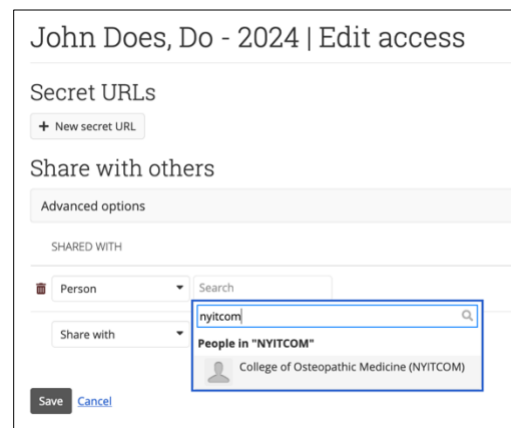 John Does, Do - 2024 | Edit access
Secret URLs
+ New secret URL
Share with others
Advanced options
SHARED WITH
Person Search
nyitcom
Share with
People in "NYITCOM"
College of Osteopathic Medicine (NYITCOM)
Save Cancel